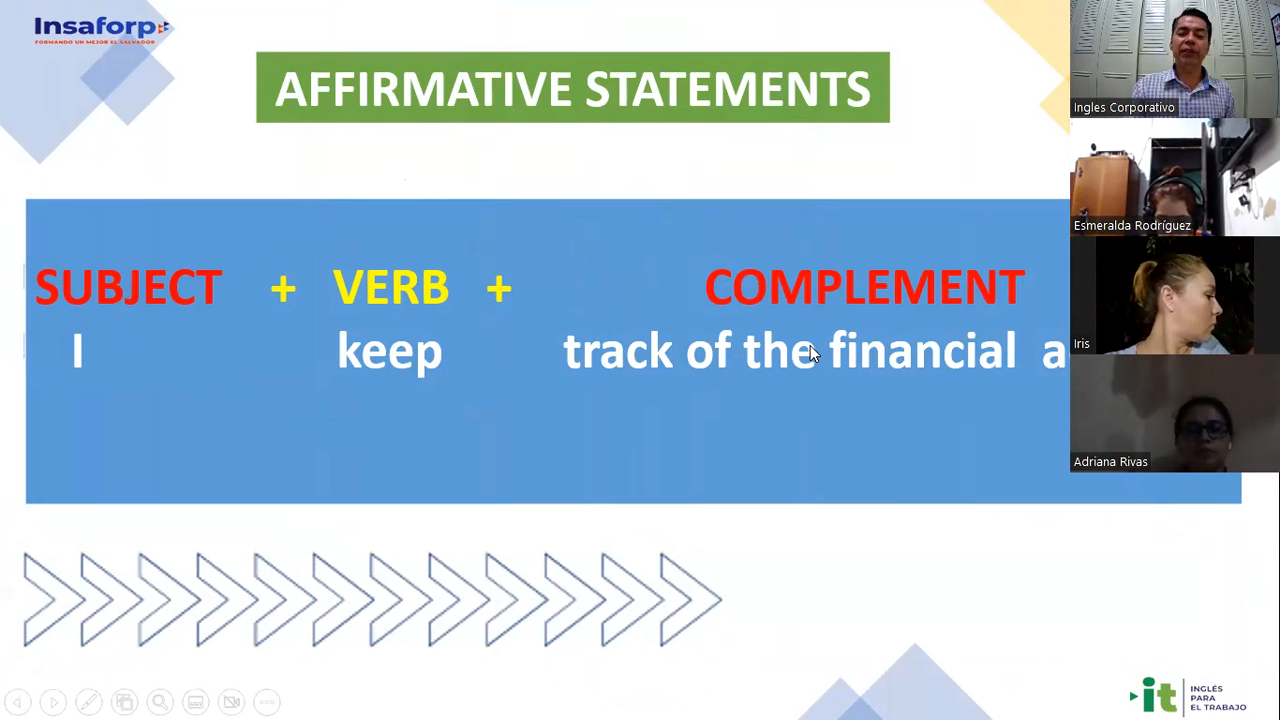 Insaforp
FORMANDO UN MEJOR EL SALVADOR
AFFIRMATIVE STATEMENTS
SUBJECT + VERB + COMPLEMENT
I keep track of the financial a
Ingles Corporativo
Esmeralda Rodríguez
Iris
Adriana Rivas
it
INGLÉS
PARA
EL TRABAJO